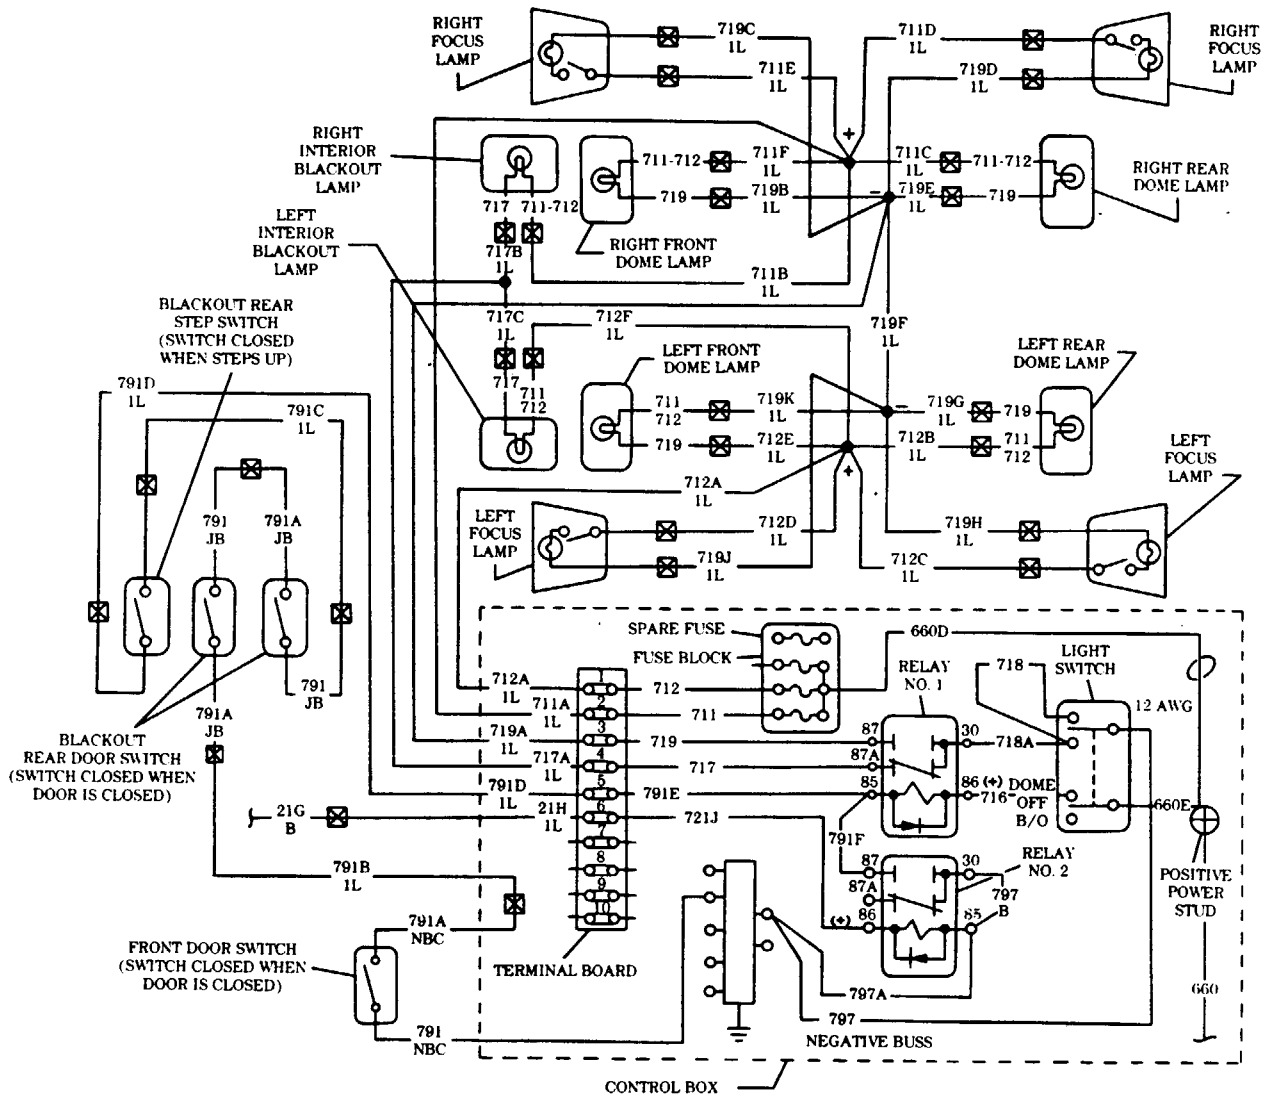 RIGHT
FOCUS
LAMP
719C
1L
711E
1L
711D
1L
719D
1L
RIGHT
FOCUS
LAMP
RIGHT
INTERIOR
BLACKOUT
LAMP
717
711-712
711-712
711F
1L
719
719B
1L
+
711C
1L
711-712
−
719E
1L
719
RIGHT REAR
DOME LAMP
LEFT
INTERIOR
BLACKOUT
LAMP
RIGHT FRONT
DOME LAMP
717B
1L
711B
1L
BLACKOUT REAR
STEP SWITCH
(SWITCH CLOSED
WHEN STEPS UP)
717C
1L
712F
1L
719F
1L
LEFT FRONT
DOME LAMP
LEFT REAR
DOME LAMP
791D
1L
791C
1L
717
711
712
711
712
719K
1L
719
712E
1L
−
719G
1L
719
712B
1L
711
712
+
LEFT
FOCUS
LAMP
712A
1L
791
JB
791A
JB
LEFT
FOCUS
LAMP
712D
1L
719J
1L
719H
1L
712C
1L
SPARE FUSE
FUSE BLOCK
660D
RELAY
NO. 1
718
LIGHT
SWITCH
12 AWG
791
JB
791A
JB
712A
1L
1
712
711A
1L
2
711
719A
1L
3
719
717A
1L
4
717
791D
1L
5
791E
21H
1L
6
721J
7
8
9
10
87
30
718A
87A
85
86 (+)
716
DOME
OFF
B/O
660E
BLACKOUT
REAR DOOR SWITCH
(SWITCH CLOSED WHEN
DOOR IS CLOSED)
21G
B
791F
87
30
RELAY
NO. 2
87A
797
B
(+)
86
85
POSITIVE
POWER
STUD
791B
1L
791A
NBC
FRONT DOOR SWITCH
(SWITCH CLOSED WHEN
DOOR IS CLOSED)
TERMINAL BOARD
797A
660
797
791
NBC
NEGATIVE BUSS
CONTROL BOX